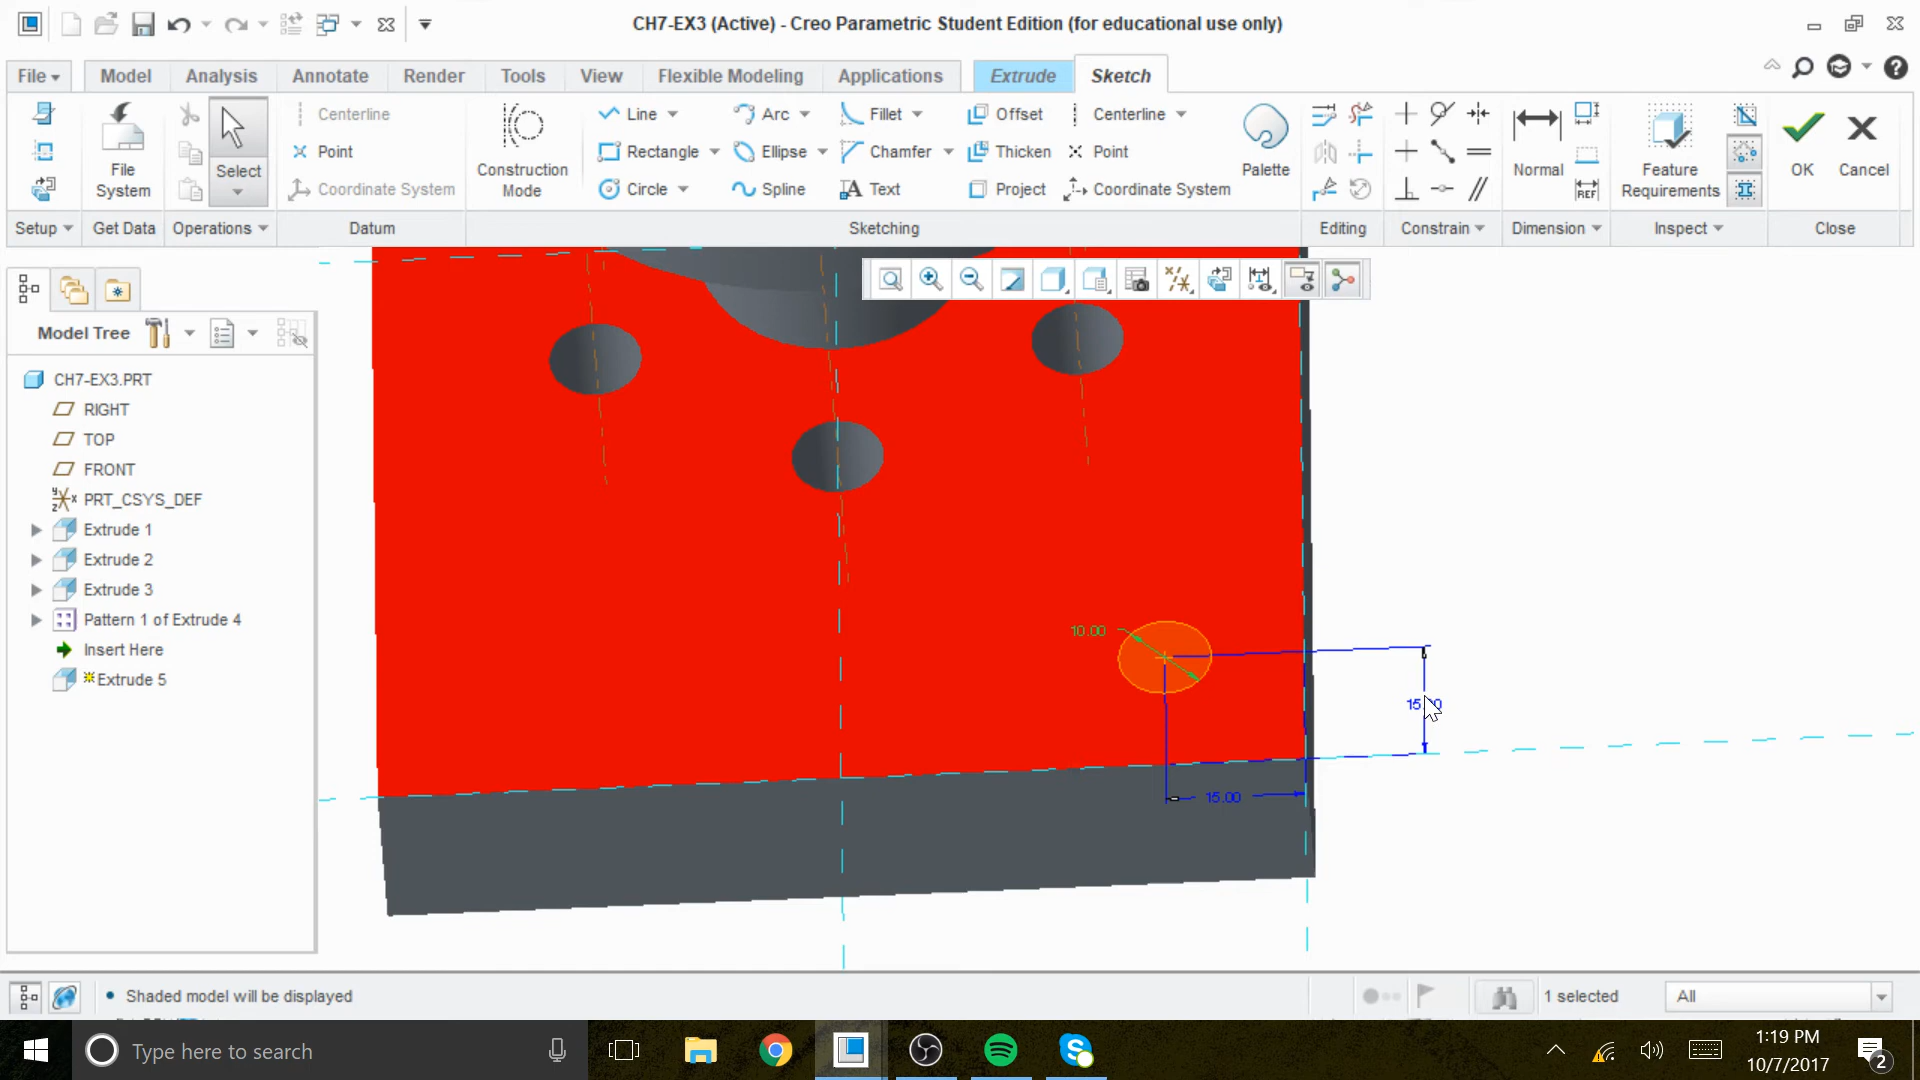 CH7-EX3 (Active) - Creo Parametric Student Edition (for educational use only)
File Model Analysis Annotate Render Tools View Flexible Modeling Applications Extrude Sketch
Centerline Line Arc Fillet Offset Centerline
Point Rectangle Ellipse Chamfer Thicken Point
Coordinate System Circle Spline Text Project Coordinate System
File System Select Construction Mode Palette Normal REF Feature Requirements OK Cancel
Setup Get Data Operations Datum Sketching Editing Constrain Dimension Inspect Close
Model Tree
CH7-EX3.PRT
RIGHT
TOP
FRONT
PRT_CSYS_DEF
Extrude 1
Extrude 2
Extrude 3
Pattern 1 of Extrude 4
Insert Here
Extrude 5
10.00
15.00
Shaded model will be displayed
1 selected
All
Type here to search
1:19 PM
10/7/2017
2